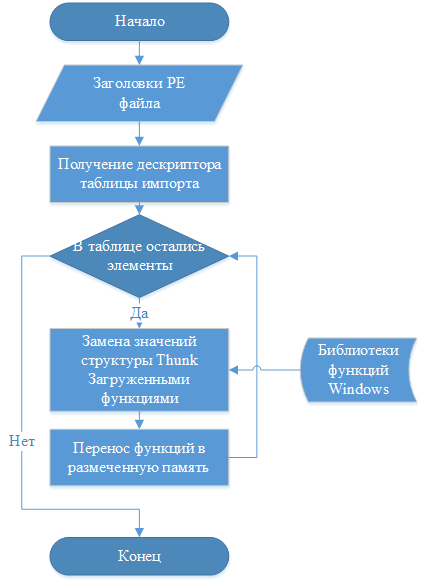 Начало
Заголовки PE
файла
Получение дескриптора
таблицы импорта
В таблице остались
элементы
Да
Замена значений
структуры Thunk
Загруженными
функциями
Библиотеки
функций
Windows
Нет
Перенос функций в
размеченную память
Конец